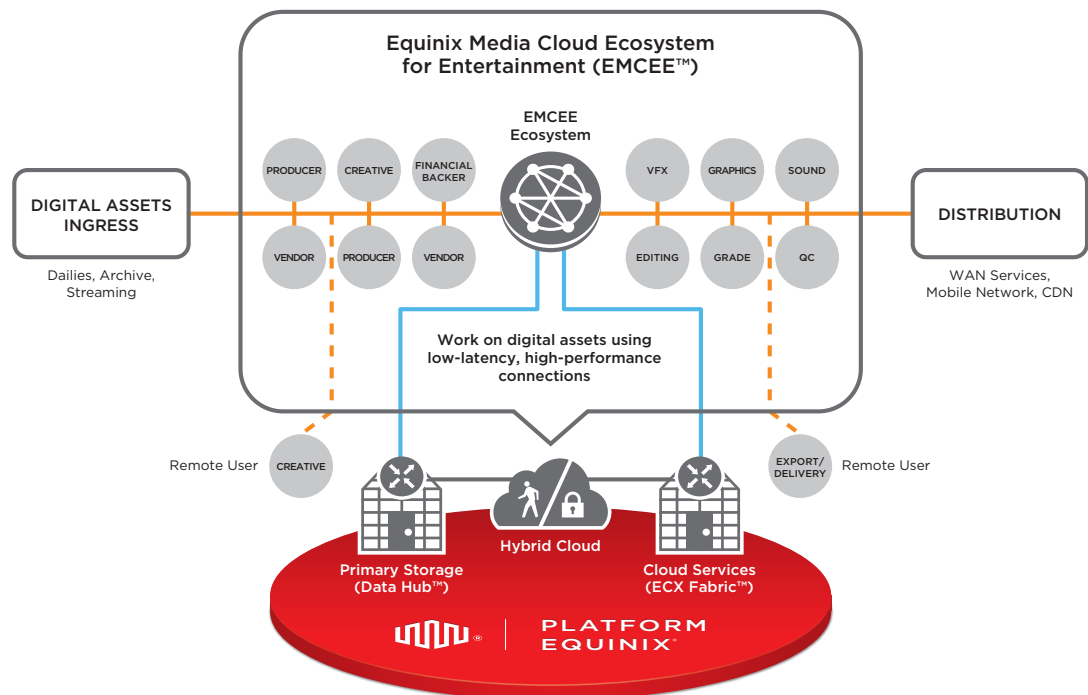 Equinix Media Cloud Ecosystem
for Entertainment (EMCEE™)
EMCEE
Ecosystem
PRODUCER
CREATIVE
FINANCIAL
BACKER
VFX
GRAPHICS
SOUND
DIGITAL ASSETS
INGRESS
DISTRIBUTION
VENDOR
PRODUCER
VENDOR
EDITING
GRADE
QC
Dailies, Archive,
Streaming
WAN Services,
Mobile Network, CDN
Work on digital assets using
low-latency, high-performance
connections
Remote User
CREATIVE
EXPORT/
DELIVERY
Remote User
Hybrid Cloud
Primary Storage
(Data Hub™)
Cloud Services
(ECX Fabric™)
®
PLATFORM
EQUINIX®